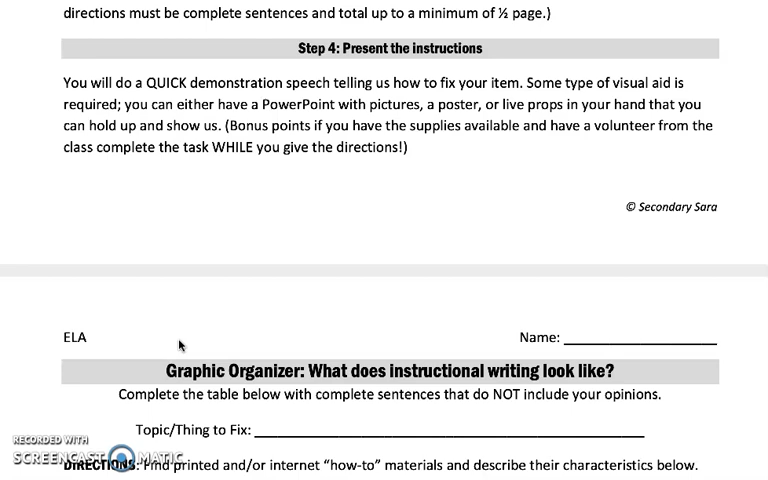 directions must be complete sentences and total up to a minimum of ½ page.)
Step 4: Present the instructions
You will do a QUICK demonstration speech telling us how to fix your item. Some type of visual aid is
required; you can either have a PowerPoint with pictures, a poster, or live props in your hand that you
can hold up and show us. (Bonus points if you have the supplies available and have a volunteer from the
class complete the task WHILE you give the directions!)
© Secondary Sara
ELA
Name:
Graphic Organizer: What does instructional writing look like?
Complete the table below with complete sentences that do NOT include your opinions.
Topic/Thing to Fix:
RECORDED WITH
SCREENCAST MATIC
DIRECTIONS: Find printed and/or internet “how-to” materials and describe their characteristics below.